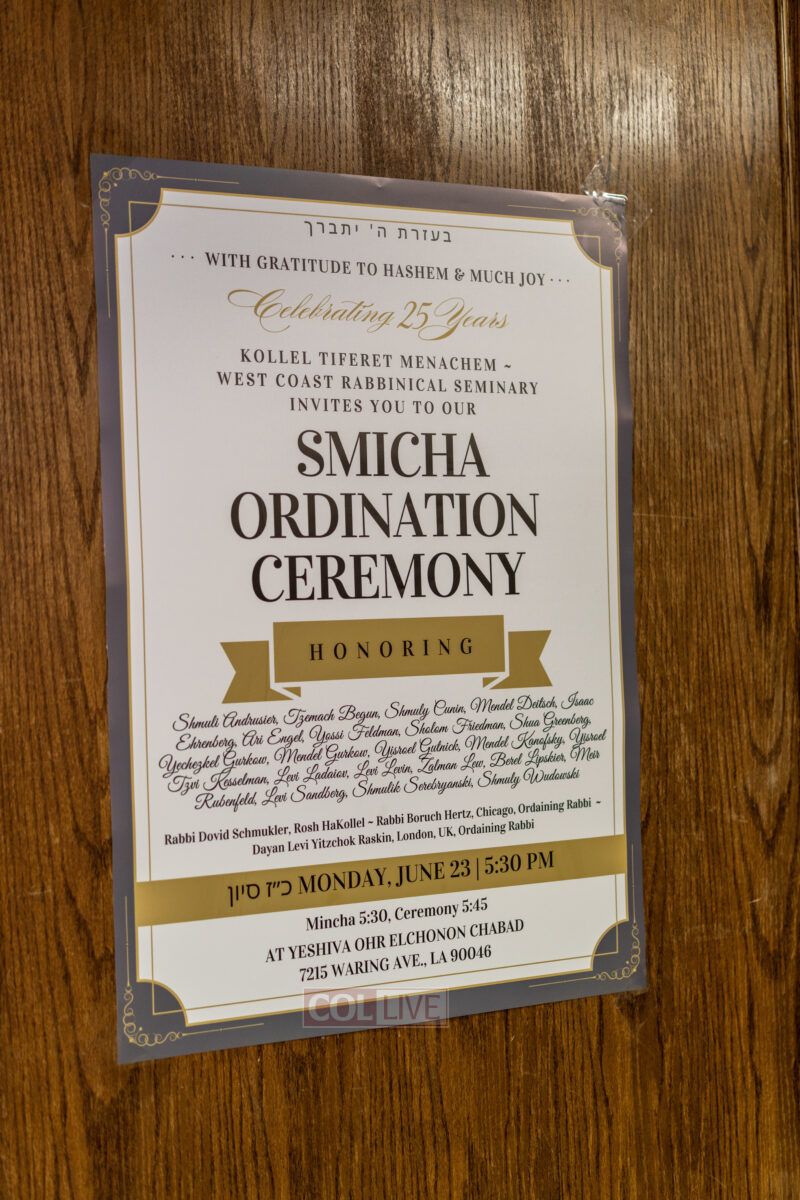 בעזרת ה' יתברך
··· WITH GRATITUDE TO HASHEM & MUCH JOY ···
Celebrating 25 Years
KOLLEL TIFERET MENACHEM ~
WEST COAST RABBINICAL SEMINARY
INVITES YOU TO OUR
SMICHA
ORDINATION
CEREMONY
HONORING
Shmuli Andrusier, Tzemach Begun, Shmuly Cunin, Mendel Deitsch, Isaac
Ehrenberg, Ari Engel, Yossi Feldman, Sholom Friedman, Shua Greenberg,
Yechezkel Gurkow, Mendel Gurkow, Yisroel Gutnick, Mendel Kanofsky, Yisroel
Tzvi Kesselman, Levi Ladaiov, Levi Levin, Zalman Lew, Berel Lipskier, Meir
Rubenfeld, Levi Sandberg, Shmulik Serebryanski, Shmuly Wudowski
Rabbi Dovid Schmukler, Rosh HaKollel ~ Rabbi Boruch Hertz, Chicago, Ordaining Rabbi ~
Dayan Levi Yitzchok Raskin, London, UK, Ordaining Rabbi
כ״ז סיון MONDAY, JUNE 23 | 5:30 PM
Mincha 5:30, Ceremony 5:45
AT YESHIVA OHR ELCHONON CHABAD
7215 WARING AVE., LA 90046
COLLIVE